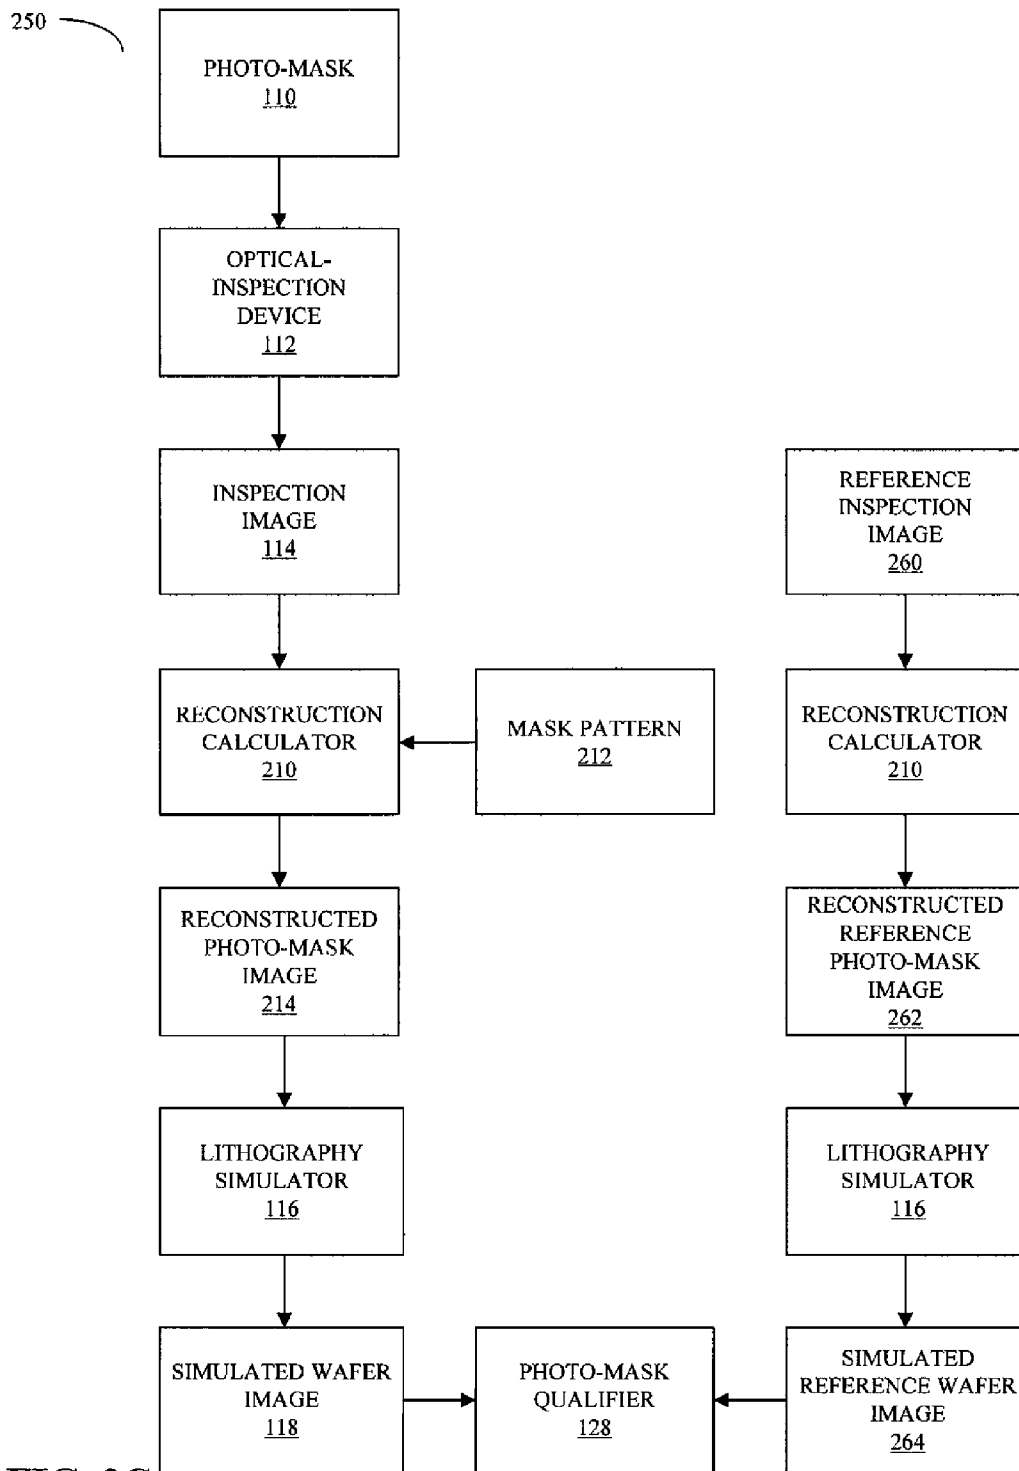 250
PHOTO-MASK
110
OPTICAL-
INSPECTION
DEVICE
112
INSPECTION
IMAGE
114
REFERENCE
INSPECTION
IMAGE
260
RECONSTRUCTION
CALCULATOR
210
MASK PATTERN
212
RECONSTRUCTION
CALCULATOR
210
RECONSTRUCTED
PHOTO-MASK
IMAGE
214
RECONSTRUCTED
REFERENCE
PHOTO-MASK
IMAGE
262
LITHOGRAPHY
SIMULATOR
116
LITHOGRAPHY
SIMULATOR
116
SIMULATED WAFER
IMAGE
118
PHOTO-MASK
QUALIFIER
128
SIMULATED
REFERENCE WAFER
IMAGE
264